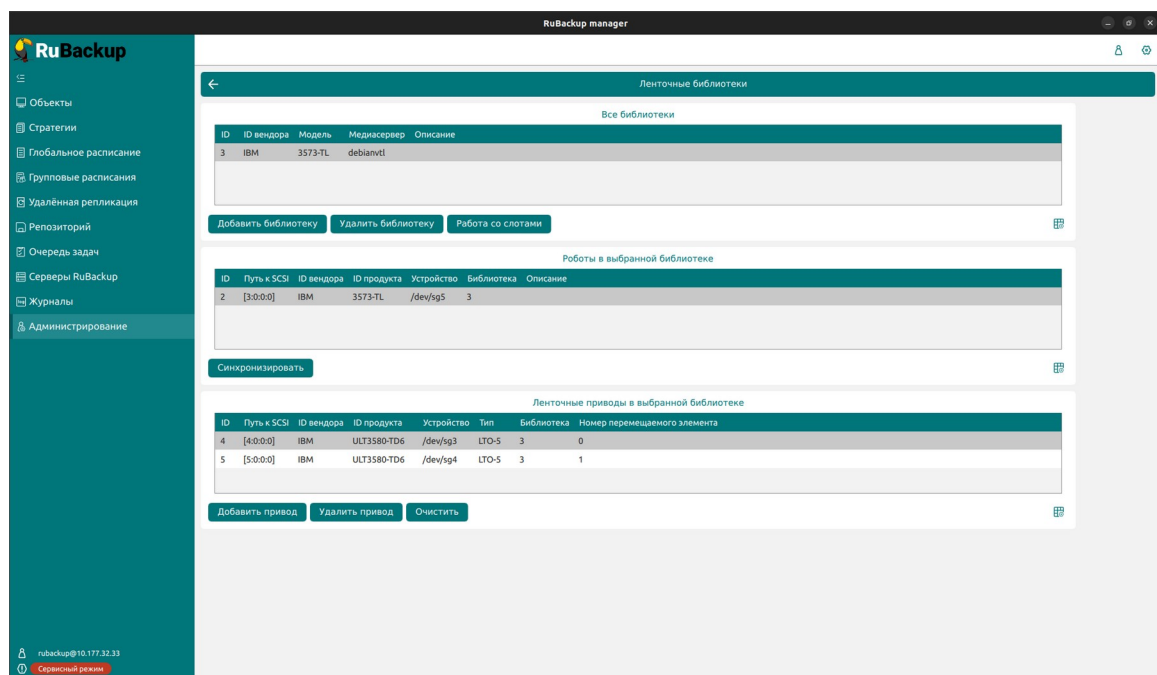 RuBackup manager
RuBackup
Ленточные библиотеки
Объекты
Стратегии
Глобальное расписание
Групповые расписания
Удалённая репликация
Репозиторий
Очередь задач
Серверы RuBackup
Журналы
Администрирование
rubackup@10.177.32.33
Сервисный режим
Все библиотеки
ID ID вендора Модель Медиасервер Описание
3 IBM 3573-TL debianvtl
Добавить библиотеку Удалить библиотеку Работа со слотами
Роботы в выбранной библиотеке
ID Путь к SCSI ID вендора ID продукта Устройство Библиотека Описание
2 [3:0:0:0] IBM 3573-TL /dev/sg5 3
Синхронизировать
Ленточные приводы в выбранной библиотеке
ID Путь к SCSI ID вендора ID продукта Устройство Тип Библиотека Номер перемещаемого элемента
4 [4:0:0:0] IBM ULT3580-TD6 /dev/sg3 LTO-5 3 0
5 [5:0:0:0] IBM ULT3580-TD6 /dev/sg4 LTO-5 3 1
Добавить привод Удалить привод Очистить